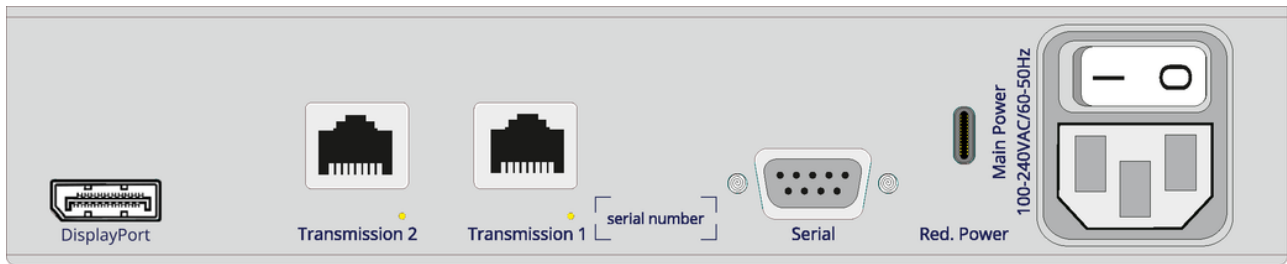 DisplayPort
Transmission 2
Transmission 1
serial number
Serial
Red. Power
Main Power
100-240VAC/60-50Hz